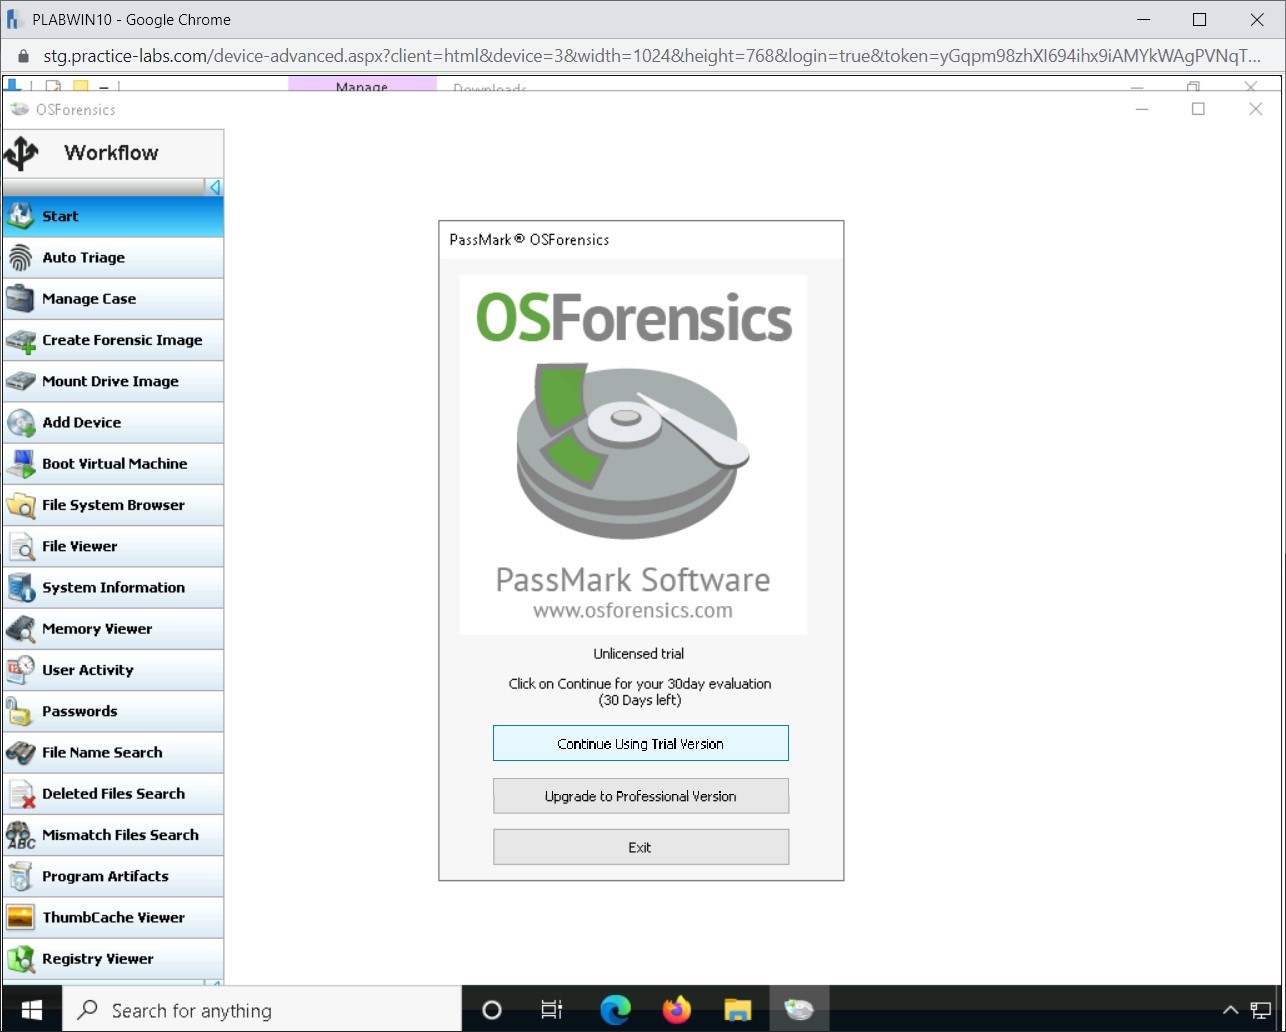 PLABWIN10 - Google Chrome
stg.practice-labs.com/device-advanced.aspx?client=html&device=3&width=1024&height=768&login=true&token=yGqpm98zhXI694ihx9iAMYkWAgPVNqT...
Manage
Downloads
OSForensics
Workflow
Start
Auto Triage
Manage Case
Create Forensic Image
Mount Drive Image
Add Device
Boot Virtual Machine
File System Browser
File Viewer
System Information
Memory Viewer
User Activity
Passwords
File Name Search
Deleted Files Search
ABC
Mismatch Files Search
Program Artifacts
ThumbCache Viewer
Registry Viewer
PassMark® OSForensics
OSForensics
PassMark Software
www.osforensics.com
Unlicensed trial
Click on Continue for your 30day evaluation
(30 Days left)
Continue Using Trial Version
Upgrade to Professional Version
Exit
Search for anything